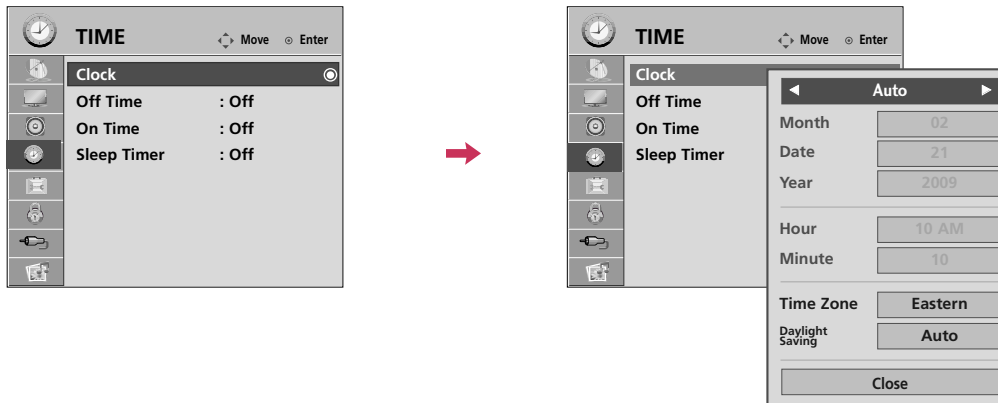 TIME
Move Enter
Clock
Off Time : Off
On Time : Off
Sleep Timer : Off
TIME
Move Enter
Clock
Off Time
On Time
Sleep Timer
Auto
Month 02
Date 21
Year 2009
Hour 10 AM
Minute 10
Time Zone Eastern
Daylight
Saving
Auto
Close